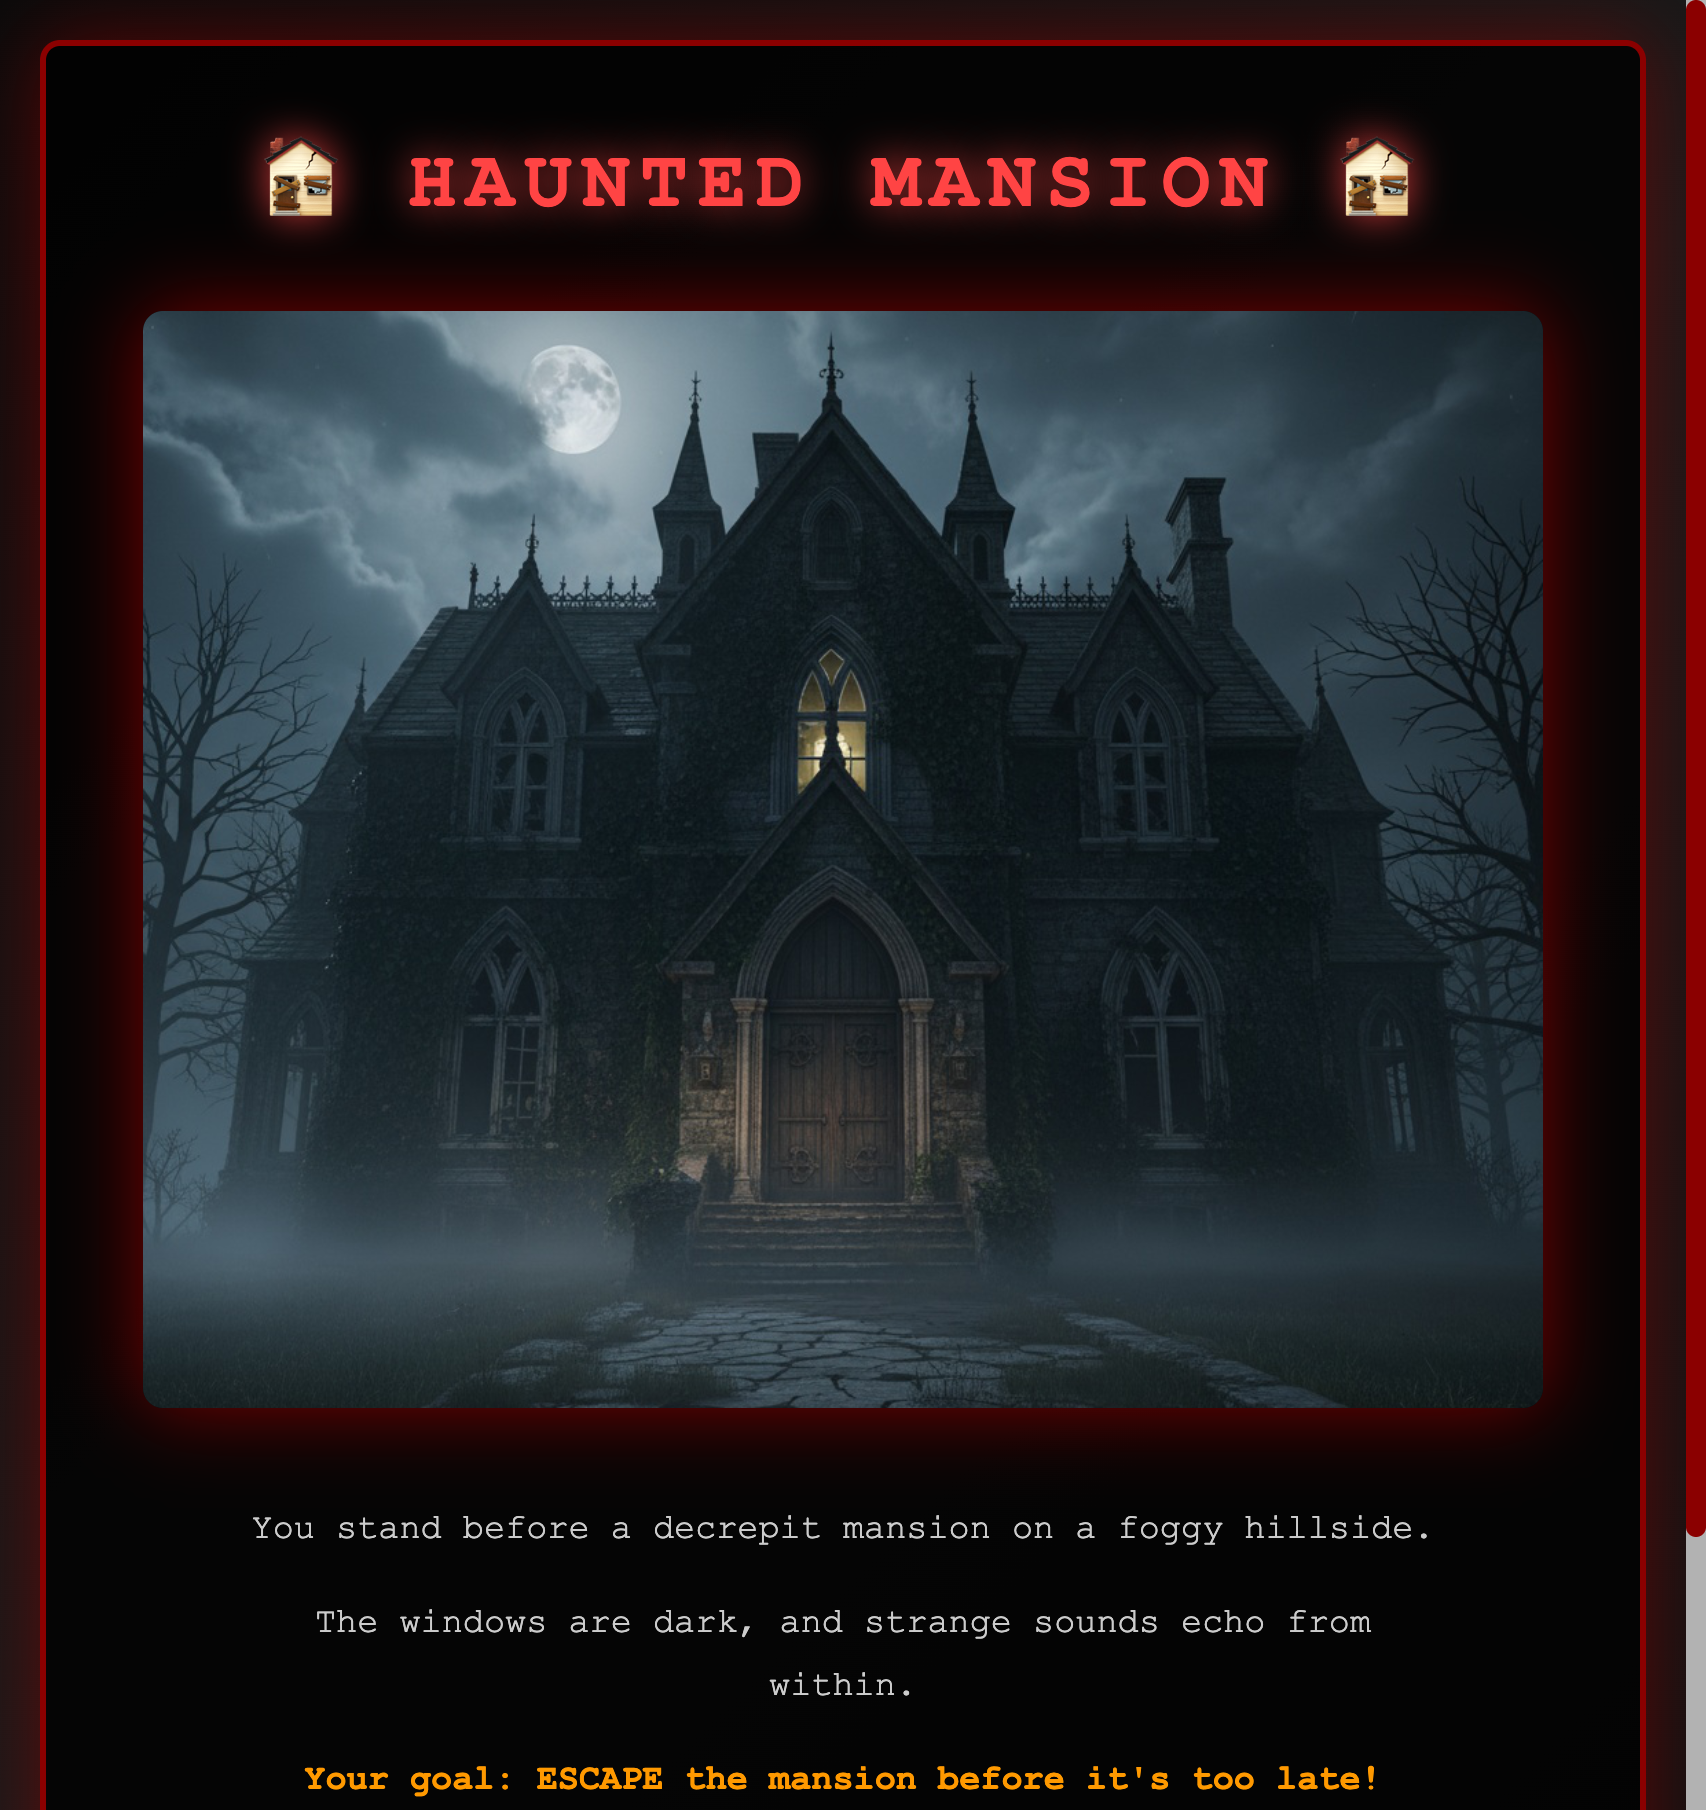 HAUNTED MANSION
You stand before a decrepit mansion on a foggy hillside.
The windows are dark, and strange sounds echo from
within.
Your goal: ESCAPE the mansion before it's too late!